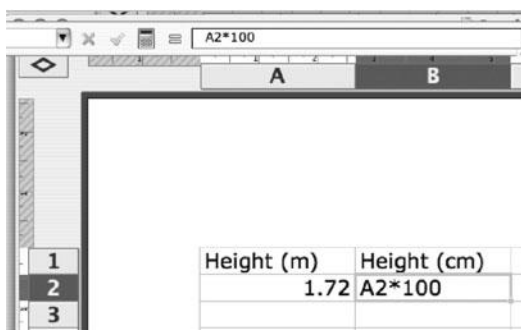 = A2*100
A B
1 Height (m) Height (cm)
2 1.72 A2*100
3